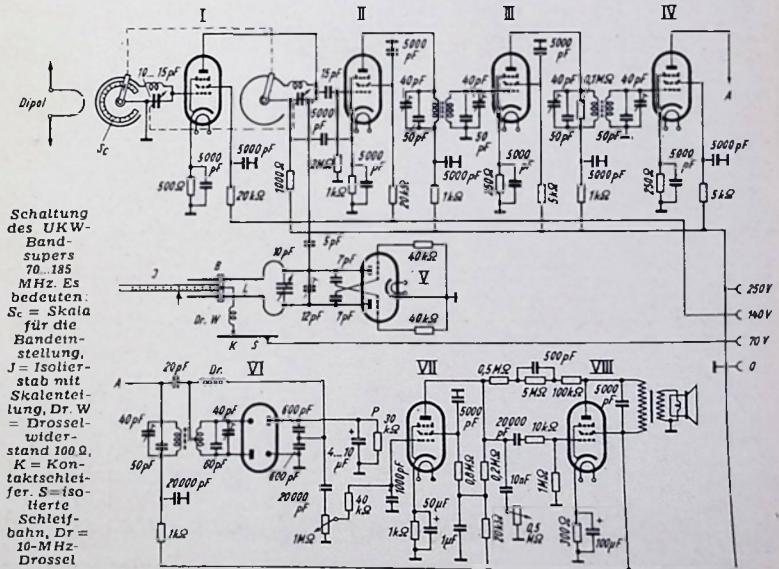 I II III IV
Dipol
10...15pF
Sc
500Ω
5000 pF
5000 pF
20kΩ
15pF
5000 pF
1000Ω
2MΩ
1kΩ
5000 pF
5000 pF
20kΩ
40pF
50pF
40pF
50 pF
5000pF
1kΩ
5000 pF
250Ω
5000 pF
5kΩ
40pF
0,1MΩ
40pF
50pF
50pF
5000pF
1kΩ
A
250Ω
5000 pF
5000pF
5kΩ
Schaltung
des UKW-
Band-
supers
70...185
MHz. Es
bedeuten:
Sc = Skala
für die
Bandein-
stellung,
J = Isolier-
stab mit
Skalentei-
lung, Dr. W
= Drossel-
wider-
stand 100Ω,
K = Kon-
taktschlei-
fer. S=iso-
lierte
Schleif-
bahn, Dr =
10-MHz-
Drossel
J
B
L
Dr. W
K S
10pF
5pF
12pF
7pF
7pF
V
40kΩ
40kΩ
250V
140V
70V
0
A
20pF
Dr.
VI
40pF
50pF
40pF
60pF
20000pF
1kΩ
600pF
600pF
4...10 µF
P
30 kΩ
20000 pF
1MΩ
40 kΩ
1000pF
VII
5000pF
1kΩ
50µF
0,8MΩ
1µF
0,2MΩ
20kΩ
0,5MΩ
500pF
5MΩ
100kΩ
20000 pF
10kΩ
10nF
0,5 MΩ
1MΩ
VIII
5000 pF
300Ω
100µF